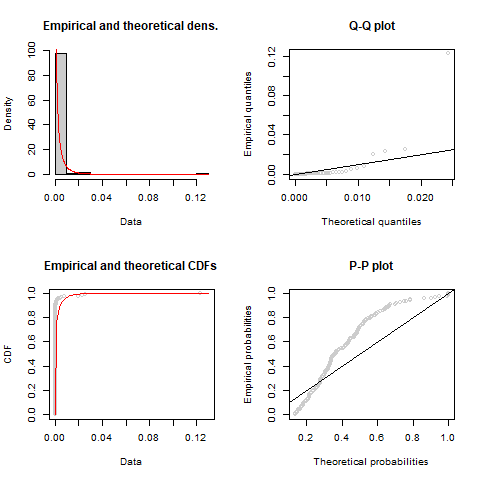 Empirical and theoretical dens.
Density
0 20 40 60 80 100
0.00 0.04 0.08 0.12
Data
Q-Q plot
Empirical quantiles
0.00 0.04 0.12
0.000 0.010 0.020
Theoretical quantiles
Empirical and theoretical CDFs
CDF
0.0 0.2 0.4 0.6 0.8 1.0
0.00 0.04 0.08 0.12
Data
P-P plot
Empirical probabilities
0.0 0.2 0.4 0.6 0.8 1.0
0.2 0.4 0.6 0.8 1.0
Theoretical probabilities